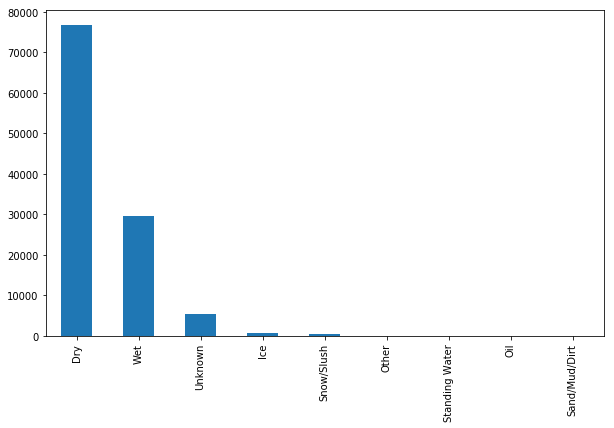 80000
70000
60000
50000
40000
30000
20000
10000
0
Dry
Wet
Unknown
Ice
Snow/Slush
Other
Standing Water
Oil
Sand/Mud/Dirt